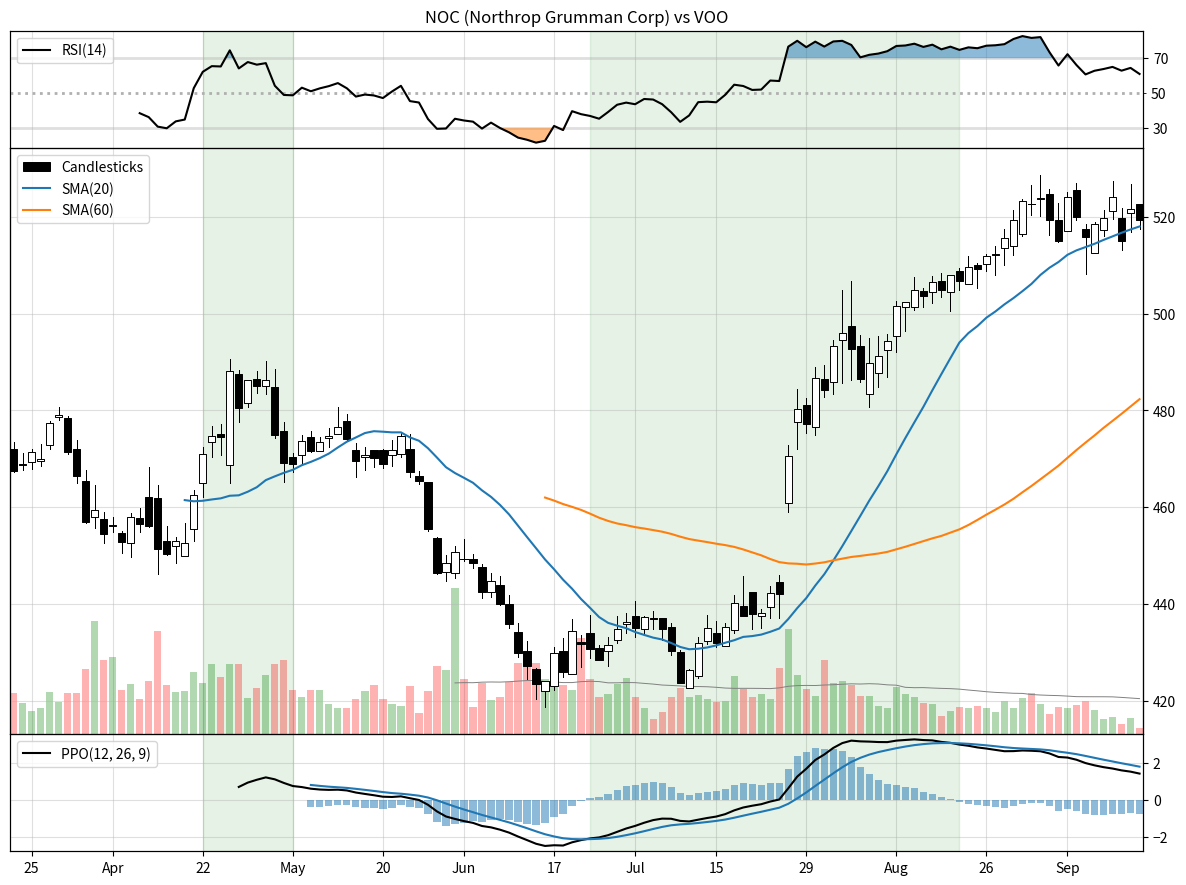 NOC (Northrop Grumman Corp) vs VOO
RSI(14)
70
50
30
Candlesticks
SMA(20)
SMA(60)
520
500
480
460
440
420
PPO(12, 26, 9)
2
0
−2
25 Apr 22 May 20 Jun 17 Jul 15 29 Aug 26 Sep